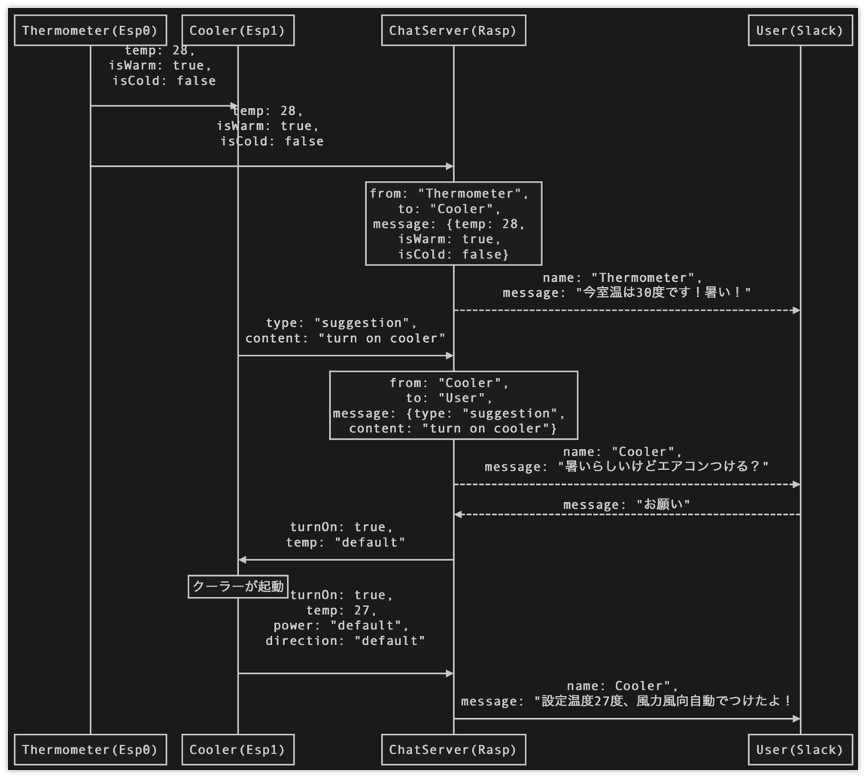 Thermometer(Esp0)
Cooler(Esp1)
ChatServer(Rasp)
User(Slack)
temp: 28,
isWarm: true,
isCold: false
temp: 28,
isWarm: true,
isCold: false
from: "Thermometer",
to: "Cooler",
message: {temp: 28,
isWarm: true,
isCold: false}
name: "Thermometer",
message: "今室温は30度です！暑い！"
type: "suggestion",
content: "turn on cooler"
from: "Cooler",
to: "User",
message: {type: "suggestion",
content: "turn on cooler"}
name: "Cooler",
message: "暑いらしいけどエアコンつける？"
message: "お願い"
turnOn: true,
temp: "default"
クーラーが起動
turnOn: true,
temp: 27,
power: "default",
direction: "default"
name: Cooler",
message: "設定温度27度、風力風向自動でつけたよ！
Thermometer(Esp0)
Cooler(Esp1)
ChatServer(Rasp)
User(Slack)